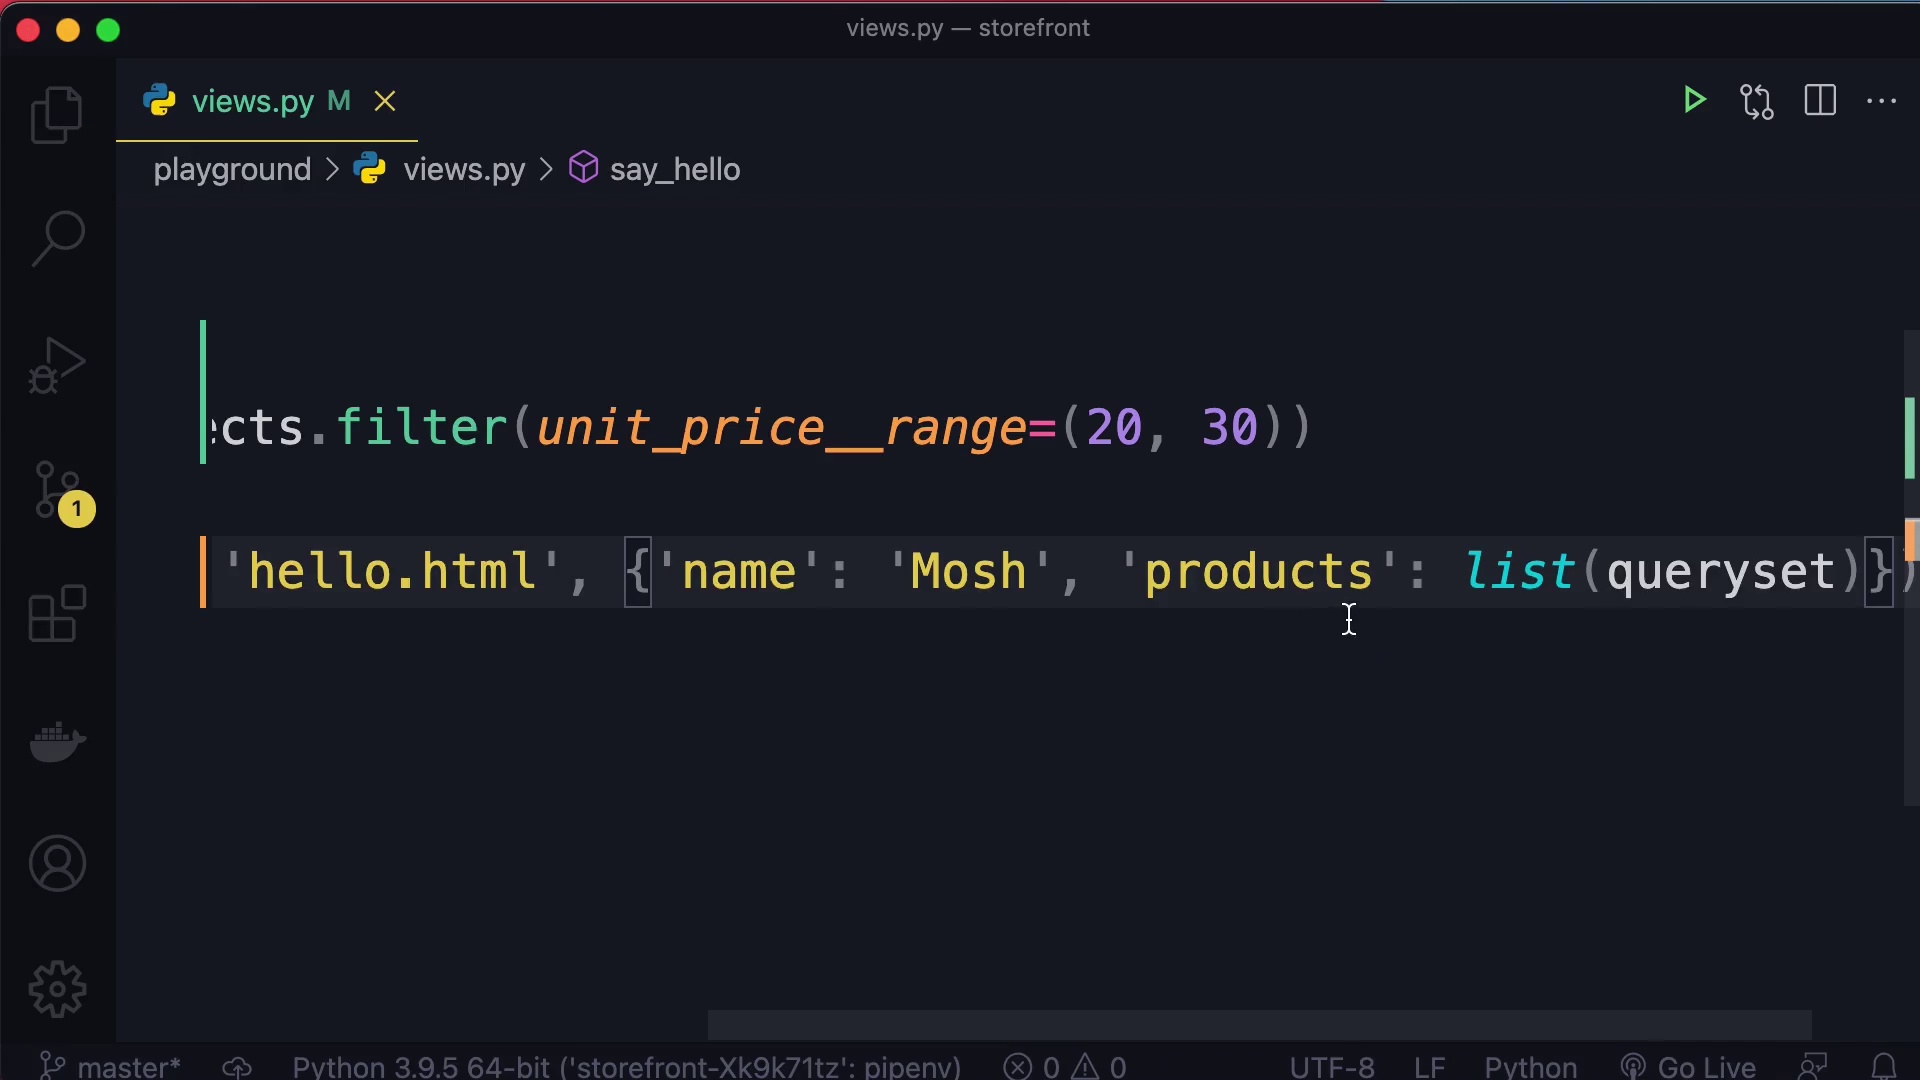 views.py — storefront
views.py M
playground > views.py > say_hello
cts.filter(unit_price__range=(20, 30))
'hello.html', {'name': 'Mosh', 'products': list(queryset)})
1
master* Python 3.9.5 64-bit ('storefront-Xk9k71tz': pipenv) 0 0 UTF-8 LF Python Go Live